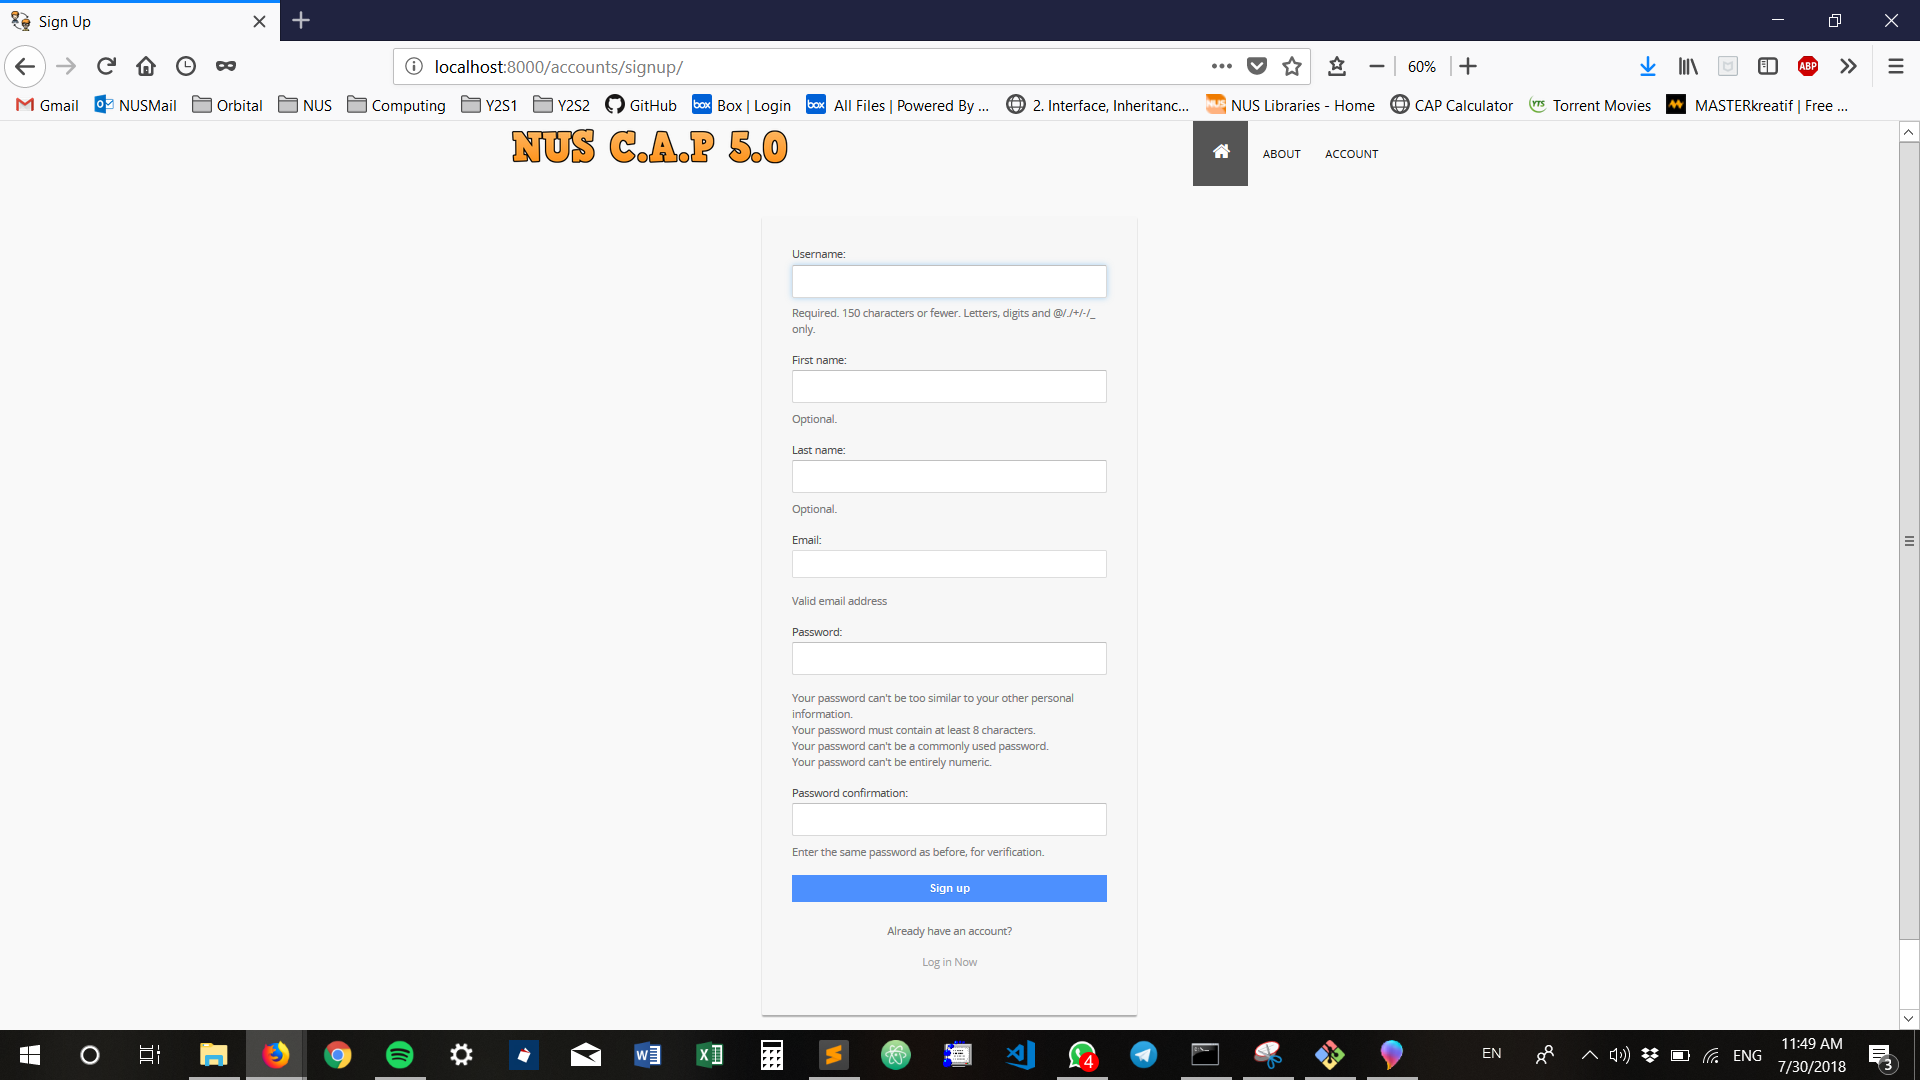 Sign Up
localhost:8000/accounts/signup/
60%
ABP
Gmail
NUSMail
Orbital
NUS
Computing
Y2S1
Y2S2
GitHub
box
Box | Login
box
All Files | Powered By ...
2. Interface, Inheritanc...
NUS
NUS Libraries - Home
CAP Calculator
YTS
Torrent Movies
MASTERkreatif | Free ...
NUS C.A.P 5.0
ABOUT
ACCOUNT
Username:
Required. 150 characters or fewer. Letters, digits and @/./+/-/_
only.
First name:
Optional.
Last name:
Optional.
Email:
Valid email address
Password:
Your password can't be too similar to your other personal
information.
Your password must contain at least 8 characters.
Your password can't be a commonly used password.
Your password can't be entirely numeric.
Password confirmation:
Enter the same password as before, for verification.
Sign up
Already have an account?
Log in Now
4
EN
ENG
11:49 AM
7/30/2018
3